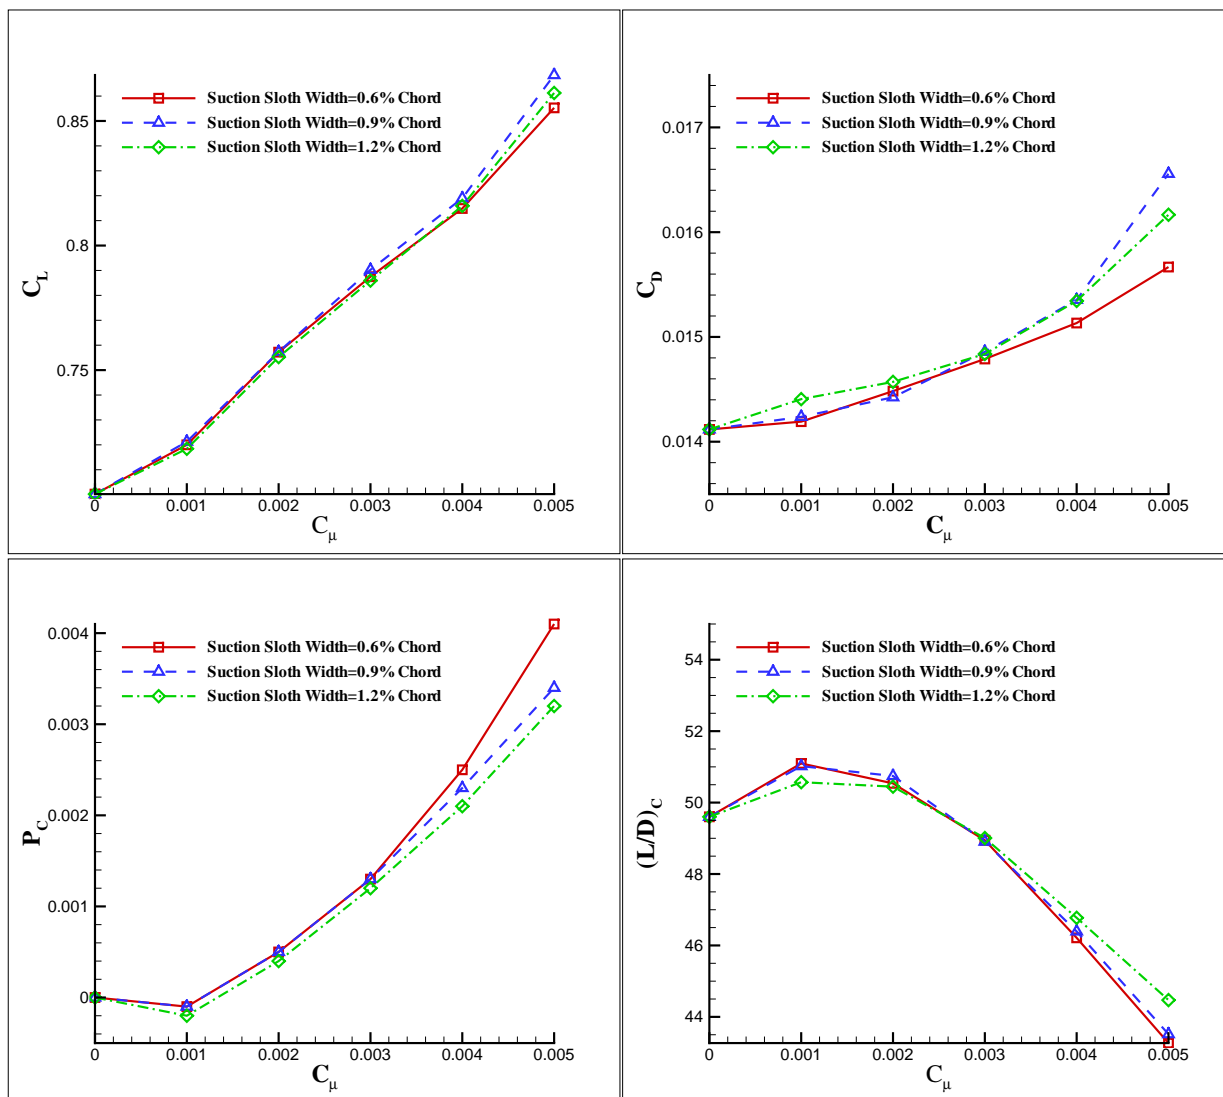 Suction Sloth Width=0.6% Chord
Suction Sloth Width=0.9% Chord
Suction Sloth Width=1.2% Chord
0.85
0.8
0.75
C_L
0 0.001 0.002 0.003 0.004 0.005
C_μ
Suction Sloth Width=0.6% Chord
Suction Sloth Width=0.9% Chord
Suction Sloth Width=1.2% Chord
0.017
0.016
0.015
0.014
C_D
0 0.001 0.002 0.003 0.004 0.005
C_μ
Suction Sloth Width=0.6% Chord
Suction Sloth Width=0.9% Chord
Suction Sloth Width=1.2% Chord
0.004
0.003
0.002
0.001
0
P_C
0 0.001 0.002 0.003 0.004 0.005
C_μ
Suction Sloth Width=0.6% Chord
Suction Sloth Width=0.9% Chord
Suction Sloth Width=1.2% Chord
54
52
50
48
46
44
(L/D)_C
0 0.001 0.002 0.003 0.004 0.005
C_μ